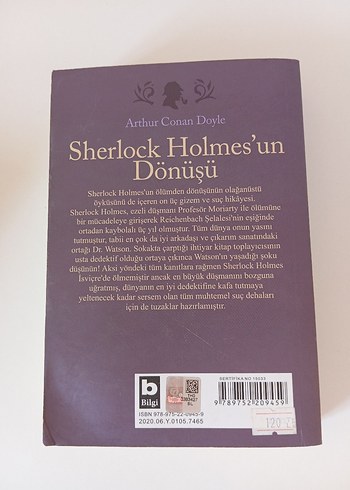 Arthur Conan Doyle
Sherlock Holmes'un
Dönüşü
Sherlock Holmes'un ölümden dönüşünün olağanüstü
öyküsünü de içeren on üç gizem ve suç hikâyesi.
Sherlock Holmes, ezeli düşmanı Profesör Moriarty ile ölümüne
bir mücadeleye girişerek Reichenbach Şelalesi'nin eşiğinde
ortadan kaybolalı üç yıl olmuştur. Tüm dünya onun yasını
tutmuştur, tabii en çok da iyi arkadaşı ve çıkarım sanatındaki
ortağı Dr. Watson. Sokakta çarptığı ihtiyar kitap toplayıcısının
usta dedektif olduğu ortaya çıkınca Watson'ın yaşadığı şoku
düşünün! Aksi yöndeki tüm kanıtlara rağmen Sherlock Holmes
İsviçre'de ölmemiştir ancak en büyük düşmanını bozguna
uğratmış, dünyanın en iyi dedektifine kafa tutmaya
yeltenecek kadar sersem olan tüm muhtemel suç dehaları
için de tuzaklar hazırlamıştır.
b
Bilgi
SERTİFİKA NO
ISBN 978-975-22-0945-9
2020.06.Y.0105.7465
9789752209459